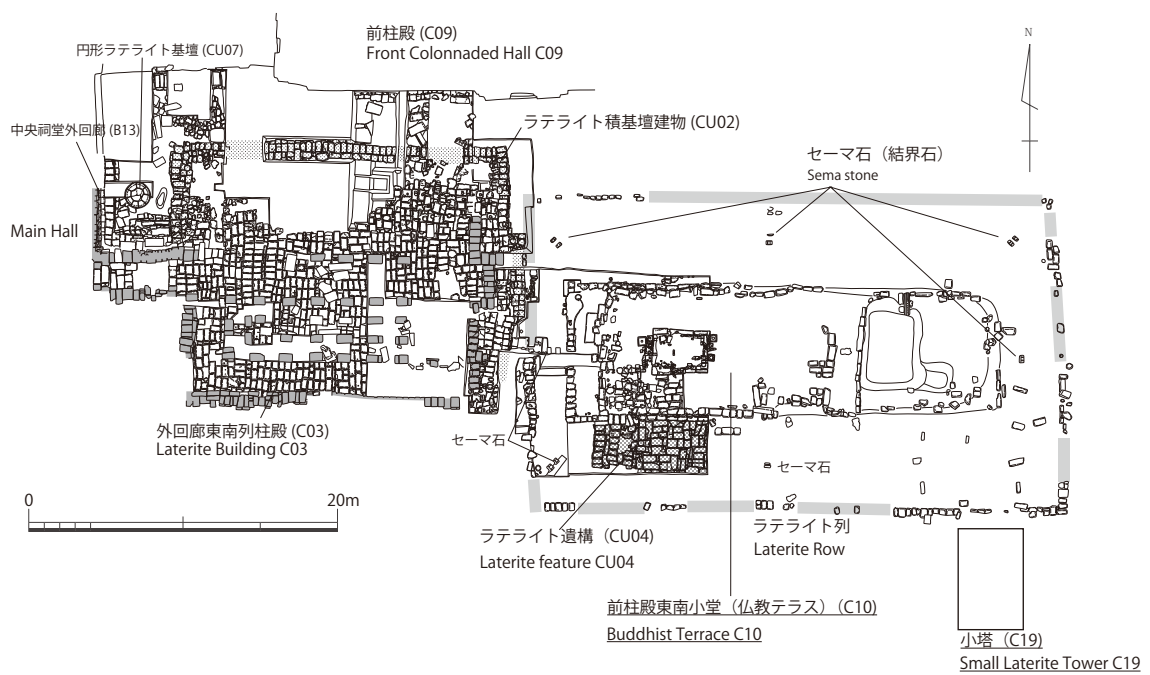 前柱殿 (C09)
Front Colonnaded Hall C09
円形ラテライト基壇 (CU07)
N
中央祠堂外回廊 (B13)
ラテライト積基壇建物 (CU02)
セーマ石（結界石）
Sema stone
Main Hall
外回廊東南列柱殿 (C03)
Laterite Building C03
セーマ石
セーマ石
0
20m
ラテライト遺構（CU04)
Laterite feature CU04
ラテライト列
Laterite Row
前柱殿東南小堂（仏教テラス）（C10)
Buddhist Terrace C10
小塔（C19)
Small Laterite Tower C19